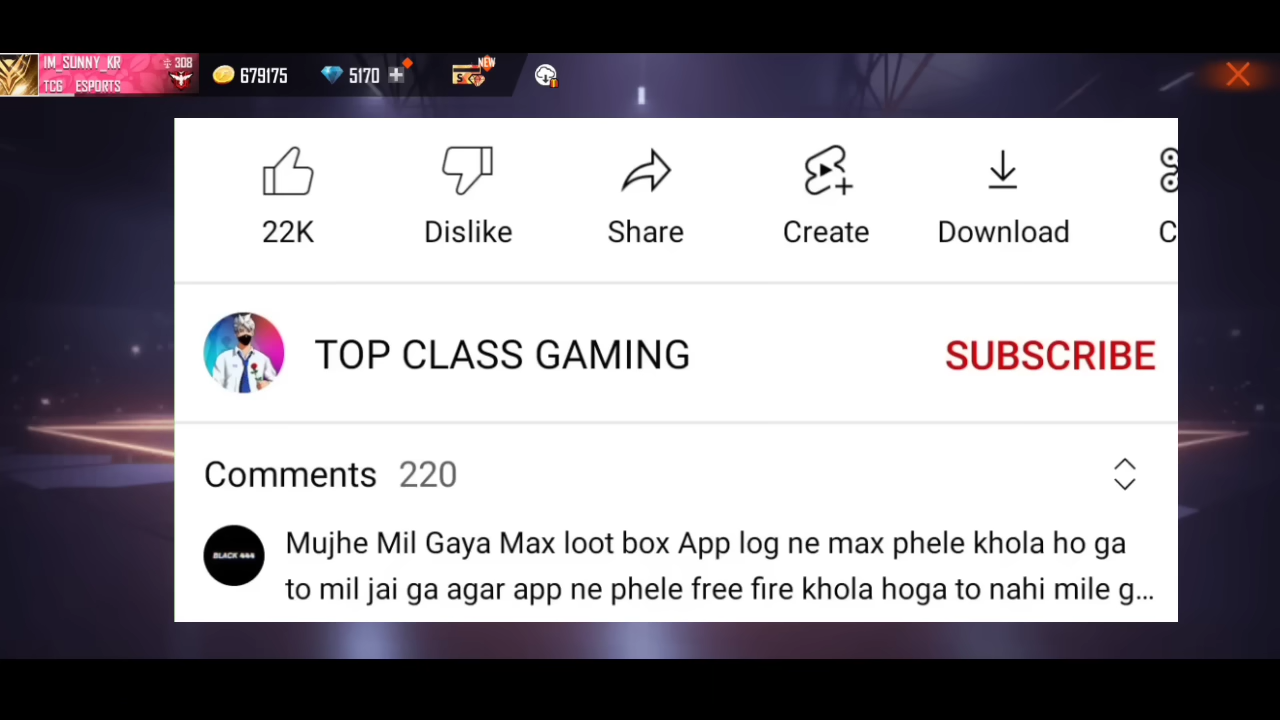 IM_SUNNY_KR
308
TCG ESPORTS
679175
5170
NEW
22K
Dislike
Share
Create
Download
C
TOP CLASS GAMING
SUBSCRIBE
Comments 220
BLACK 444
Mujhe Mil Gaya Max loot box App log ne max phele khola ho ga
to mil jai ga agar app ne phele free fire khola hoga to nahi mile g...